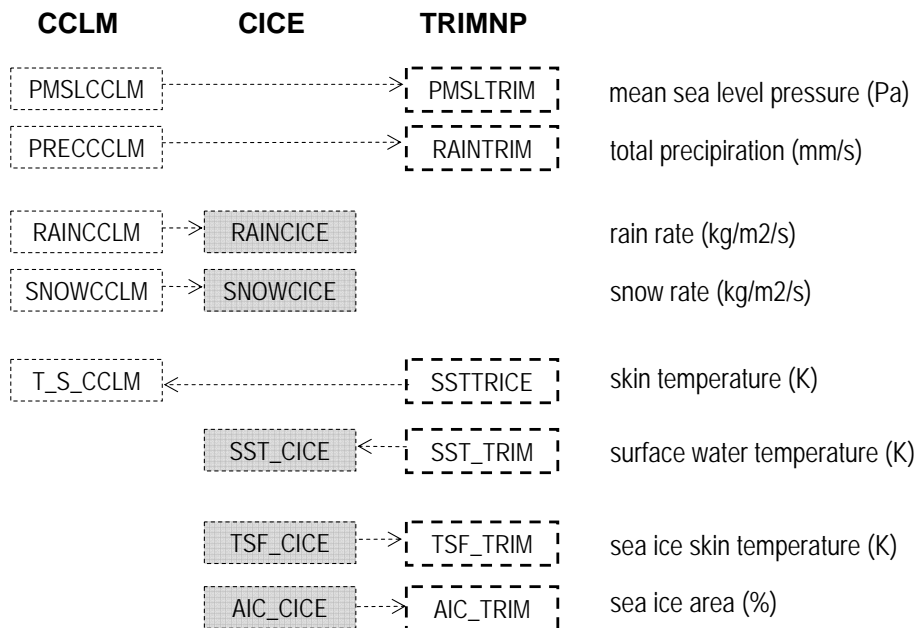 CCLM CICE TRIMNP
PMSLCCLM PMSLTRIM mean sea level pressure (Pa)
PRECCCLM RAINTRIM total precipiration (mm/s)
RAINCCLM RAINCICE rain rate (kg/m2/s)
SNOWCCLM SNOWCICE snow rate (kg/m2/s)
T_S_CCLM SSTTRICE skin temperature (K)
SST_CICE SST_TRIM surface water temperature (K)
TSF_CICE TSF_TRIM sea ice skin temperature (K)
AIC_CICE AIC_TRIM sea ice area (%)